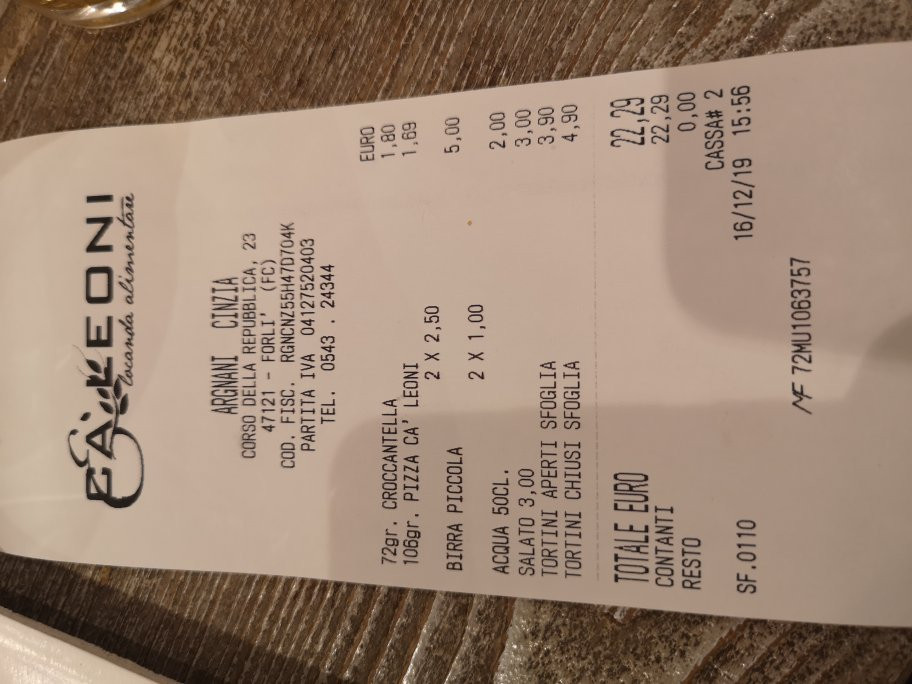 CA' LEONI
locanda alimentare
ARGNANI CINZIA
CORSO DELLA REPUBBLICA, 23
47121 - FORLI' (FC)
COD. FISC. RGNCNZ55H47D704K
PARTITA IVA 04127520403
TEL. 0543 . 24344
EURO
72gr. CROCCANTELLA 1,80
106gr. PIZZA CA' LEONI 1,69
2 X 2,50
BIRRA PICCOLA 5,00
2 X 1,00
ACQUA 50CL. 2,00
SALATO 3,00 3,00
TORTINI APERTI SFOGLIA 3,90
TORTINI CHIUSI SFOGLIA 4,90
TOTALE EURO 22,29
CONTANTI 22,29
RESTO 0,00
CASSA# 2
SF.0110 16/12/19 15:56
MF 72MU1063757